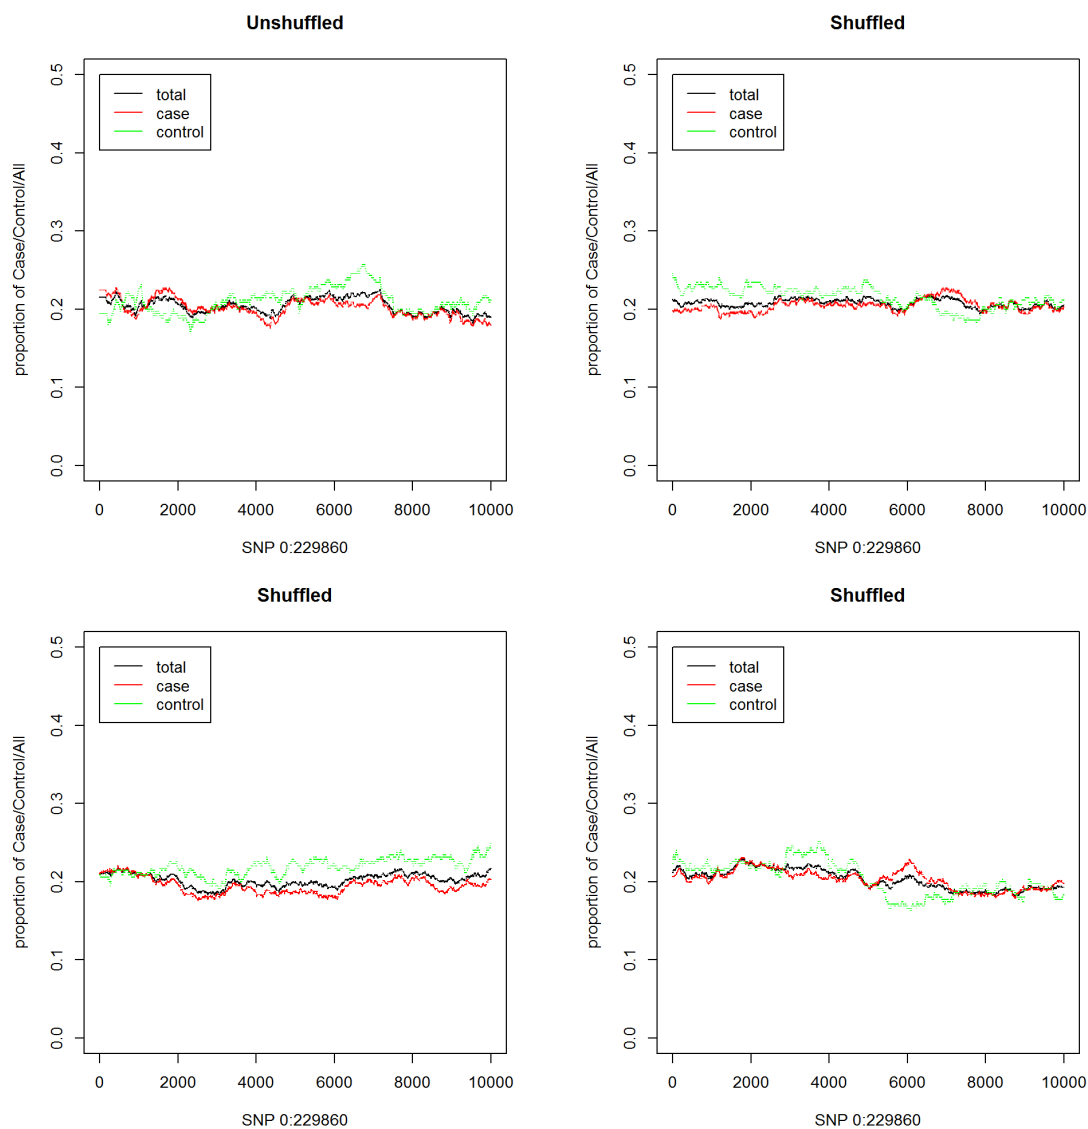 Unshuffled
proportion of Case/Control/All
0.5
0.4
0.3
0.2
0.1
0.0
total
case
control
0 2000 4000 6000 8000 10000
SNP 0:229860
Shuffled
proportion of Case/Control/All
0.5
0.4
0.3
0.2
0.1
0.0
total
case
control
0 2000 4000 6000 8000 10000
SNP 0:229860
Shuffled
proportion of Case/Control/All
0.5
0.4
0.3
0.2
0.1
0.0
total
case
control
0 2000 4000 6000 8000 10000
SNP 0:229860
Shuffled
proportion of Case/Control/All
0.5
0.4
0.3
0.2
0.1
0.0
total
case
control
0 2000 4000 6000 8000 10000
SNP 0:229860